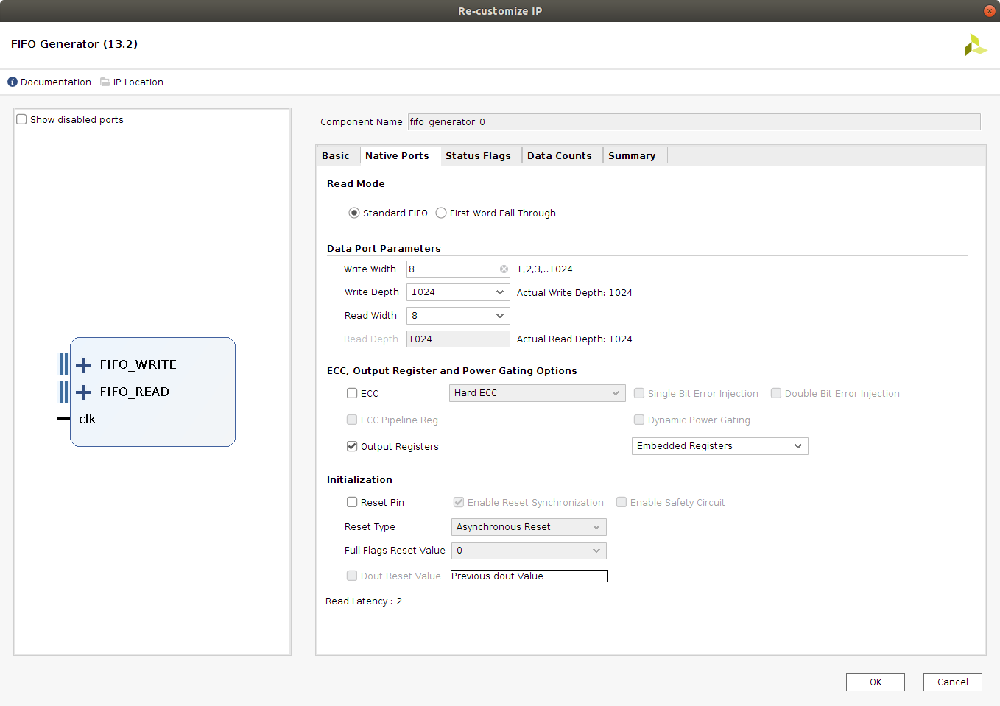 Re-customize IP
FIFO Generator (13.2)
Documentation IP Location
Show disabled ports
FIFO_WRITE
FIFO_READ
clk
Component Name fifo_generator_0
Basic Native Ports Status Flags Data Counts Summary
Read Mode
Standard FIFO First Word Fall Through
Data Port Parameters
Write Width 8 1,2,3,..1024
Write Depth 1024 Actual Write Depth: 1024
Read Width 8
Read Depth 1024 Actual Read Depth: 1024
ECC, Output Register and Power Gating Options
ECC Hard ECC Single Bit Error Injection Double Bit Error Injection
ECC Pipeline Reg Dynamic Power Gating
Output Registers Embedded Registers
Initialization
Reset Pin Enable Reset Synchronization Enable Safety Circuit
Reset Type Asynchronous Reset
Full Flags Reset Value 0
Dout Reset Value Previous dout Value
Read Latency : 2
OK Cancel